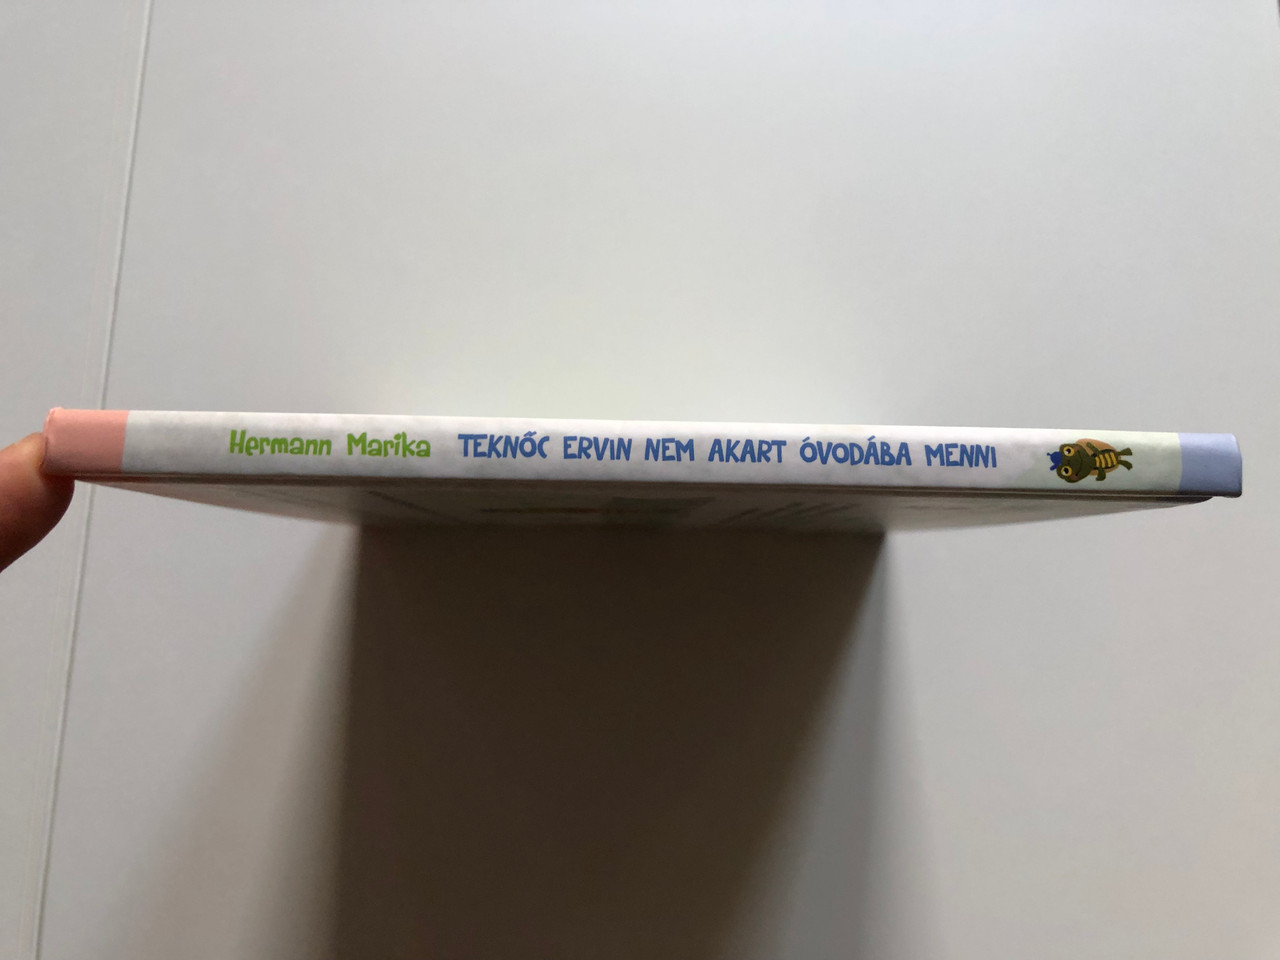 Hermann Marika TEKNŐC ERVIN NEM AKART ÓVODÁBA MENNI